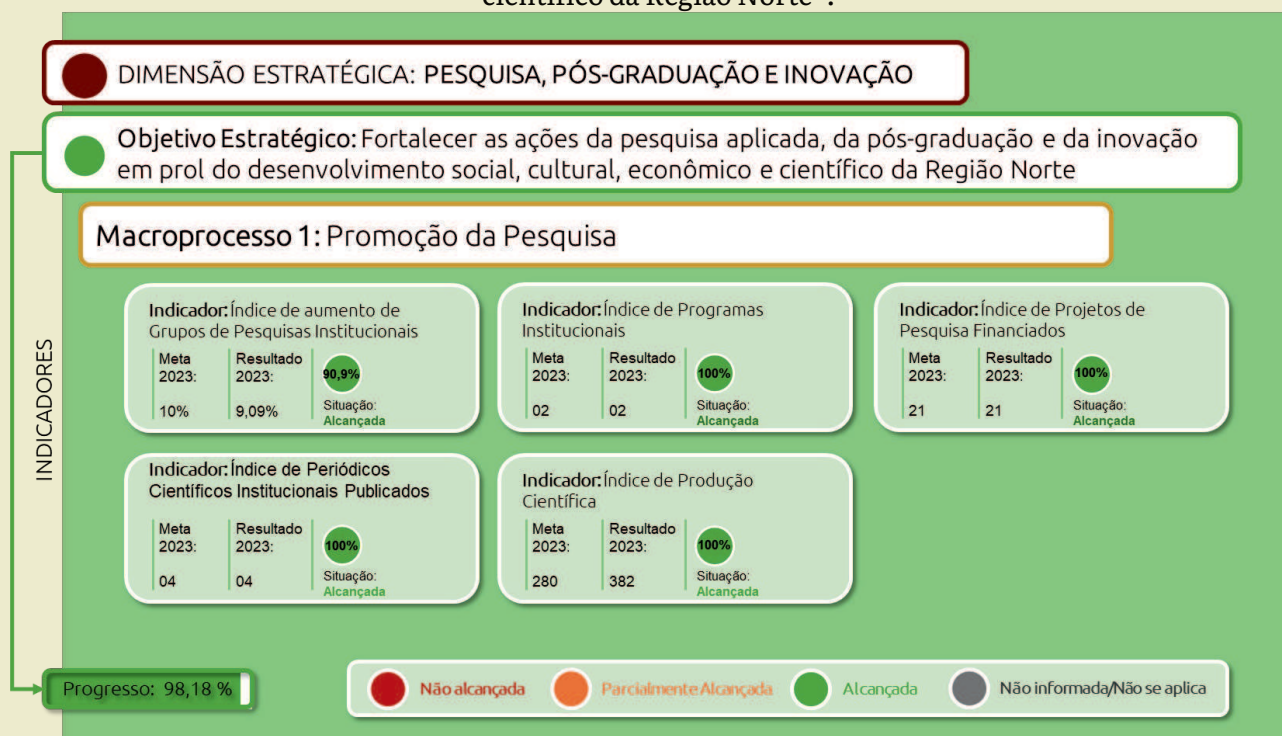 científico da Região Norte".
DIMENSÃO ESTRATÉGICA: PESQUISA, PÓS-GRADUAÇÃO E INOVAÇÃO
Objetivo Estratégico: Fortalecer as ações da pesquisa aplicada, da pós-graduação e da inovação
em prol do desenvolvimento social, cultural, econômico e científico da Região Norte
Macroprocesso 1: Promoção da Pesquisa
INDICADORES
Indicador: Índice de aumento de
Grupos de Pesquisas Institucionais
Meta
2023:
10%
Resultado
2023:
9,09%
90,9%
Situação:
Alcançada
Indicador: Índice de Programas
Institucionais
Meta
2023:
02
Resultado
2023:
02
100%
Situação:
Alcançada
Indicador: Índice de Projetos de
Pesquisa Financiados
Meta
2023:
21
Resultado
2023:
21
100%
Situação:
Alcançada
Indicador: Índice de Periódicos
Científicos Institucionais Publicados
Meta
2023:
04
Resultado
2023:
04
100%
Situação:
Alcançada
Indicador: Índice de Produção
Científica
Meta
2023:
280
Resultado
2023:
382
100%
Situação:
Alcançada
Progresso: 98,18 %
Não alcançada
Parcialmente Alcançada
Alcançada
Não informada/Não se aplica